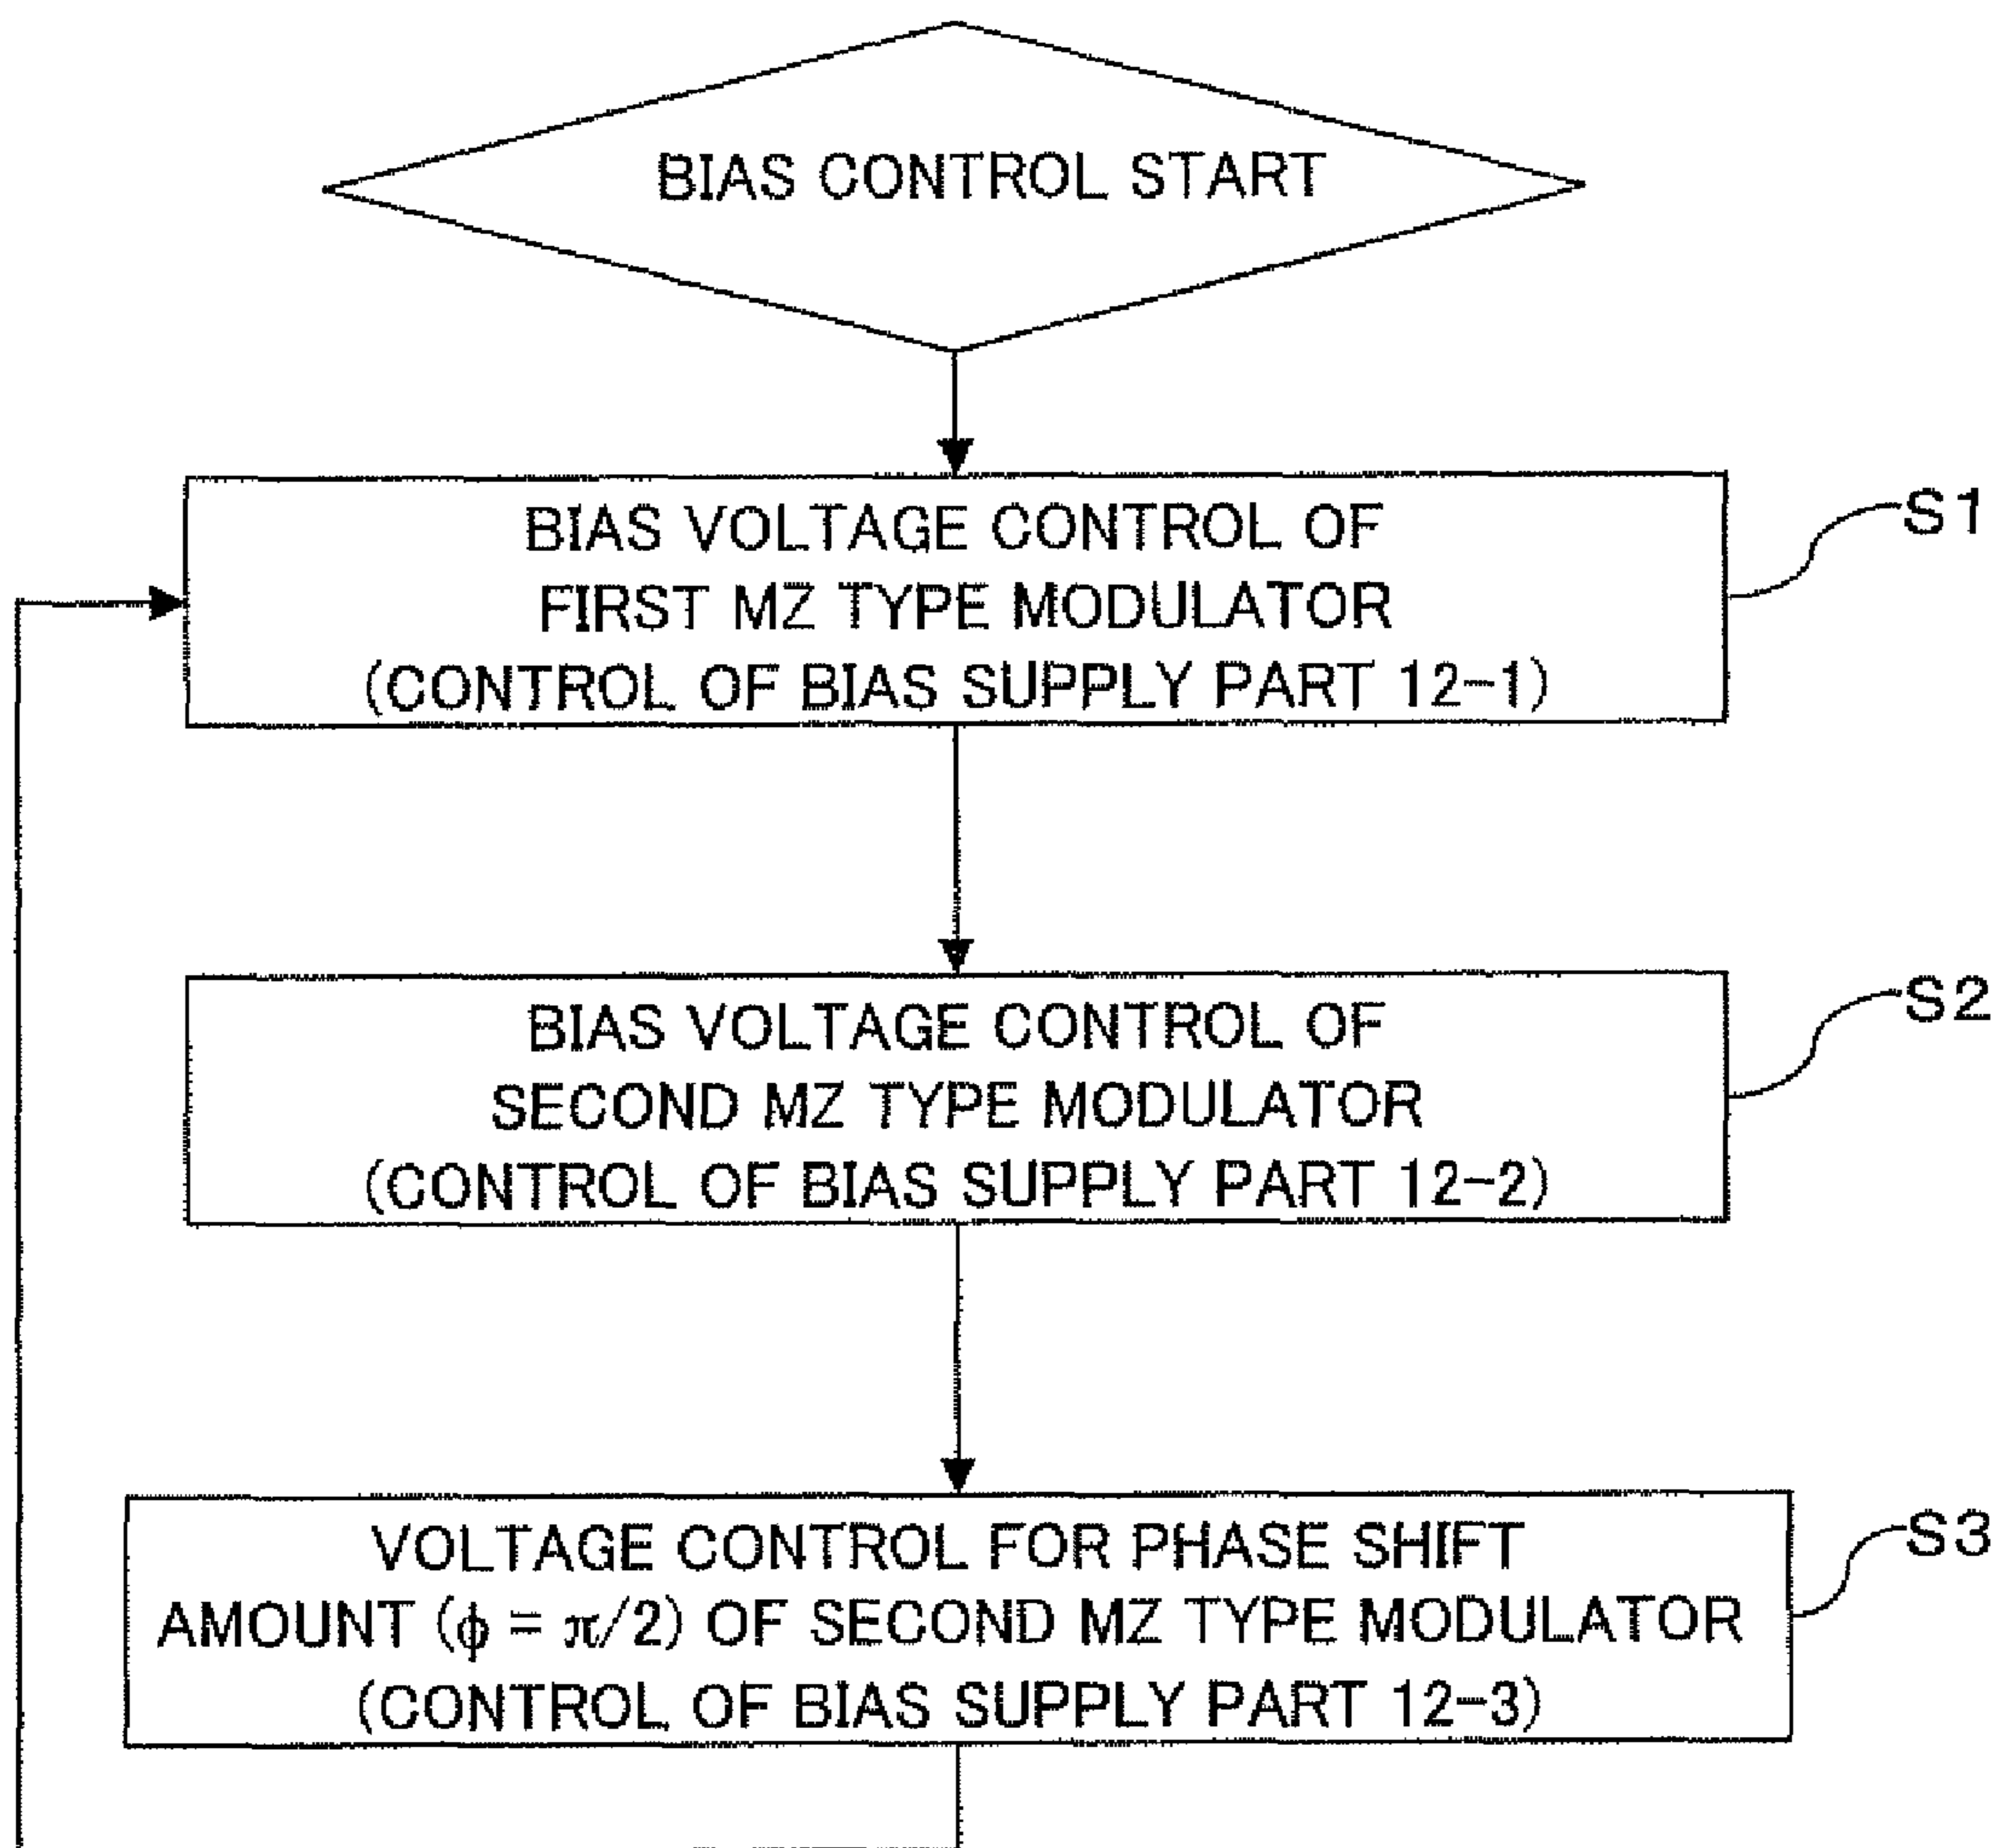 BIAS CONTROL START
BIAS VOLTAGE CONTROL OF
FIRST MZ TYPE MODULATOR
(CONTROL OF BIAS SUPPLY PART 12-1)
S1
BIAS VOLTAGE CONTROL OF
SECOND MZ TYPE MODULATOR
(CONTROL OF BIAS SUPPLY PART 12-2)
S2
VOLTAGE CONTROL FOR PHASE SHIFT
AMOUNT (ϕ = π/2) OF SECOND MZ TYPE MODULATOR
(CONTROL OF BIAS SUPPLY PART 12-3)
S3